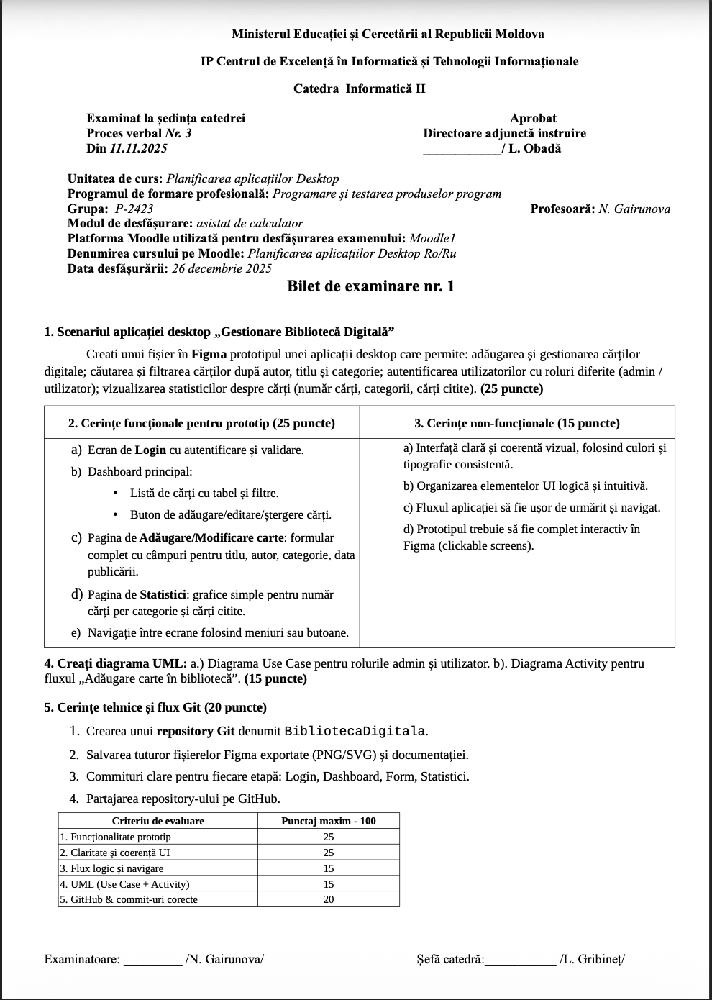 Ministerul Educației și Cercetării al Republicii Moldova
IP Centrul de Excelență în Informatică și Tehnologii Informaționale
Catedra  Informatică II
Examinat la ședința catedrei
Proces verbal Nr. 3
Din 11.11.2025
Aprobat
Directoare adjunctă instruire
____________/ L. Obadă
Unitatea de curs: Planificarea aplicațiilor Desktop
Programul de formare profesională: Programare și testarea produselor program
Grupa:  P-2423
Profesoară: N. Gairunova
Modul de desfășurare: asistat de calculator
Platforma Moodle utilizată pentru desfășurarea examenului: Moodle1
Denumirea cursului pe Moodle: Planificarea aplicațiilor Desktop Ro/Ru
Data desfășurării: 26 decembrie 2025
Bilet de examinare nr. 1
1. Scenariul aplicației desktop „Gestionare Bibliotecă Digitală”
Creati unui fișier în Figma prototipul unei aplicații desktop care permite: adăugarea și gestionarea cărților
digitale; căutarea și filtrarea cărților după autor, titlu și categorie; autentificarea utilizatorilor cu roluri diferite (admin /
utilizator); vizualizarea statisticilor despre cărți (număr cărți, categorii, cărți citite). (25 puncte)
2. Cerințe funcționale pentru prototip (25 puncte)
a) Ecran de Login cu autentificare și validare.
b) Dashboard principal:
• Listă de cărți cu tabel și filtre.
• Buton de adăugare/editare/ștergere cărți.
c) Pagina de Adăugare/Modificare carte: formular
complet cu câmpuri pentru titlu, autor, categorie, data
publicării.
d) Pagina de Statistici: grafice simple pentru număr
cărți per categorie și cărți citite.
e) Navigație între ecrane folosind meniuri sau butoane.
3. Cerințe non-funcționale (15 puncte)
a) Interfață clară și coerentă vizual, folosind culori și
tipografie consistentă.
b) Organizarea elementelor UI logică și intuitivă.
c) Fluxul aplicației să fie ușor de urmărit și navigat.
d) Prototipul trebuie să fie complet interactiv în
Figma (clickable screens).
4. Creați diagrama UML: a.) Diagrama Use Case pentru rolurile admin și utilizator. b). Diagrama Activity pentru
fluxul „Adăugare carte în bibliotecă”. (15 puncte)
5. Cerințe tehnice și flux Git (20 puncte)
1. Crearea unui repository Git denumit BibliotecaDigitala.
2. Salvarea tuturor fișierelor Figma exportate (PNG/SVG) și documentației.
3. Commituri clare pentru fiecare etapă: Login, Dashboard, Form, Statistici.
4. Partajarea repository-ului pe GitHub.
Criteriu de evaluare Punctaj maxim - 100
1. Funcționalitate prototip 25
2. Claritate și coerență UI 25
3. Flux logic și navigare 15
4. UML (Use Case + Activity) 15
5. GitHub & commit-uri corecte 20
Examinatoare: _________ /N. Gairunova/
Șefă catedră:___________ /L. Gribineț/